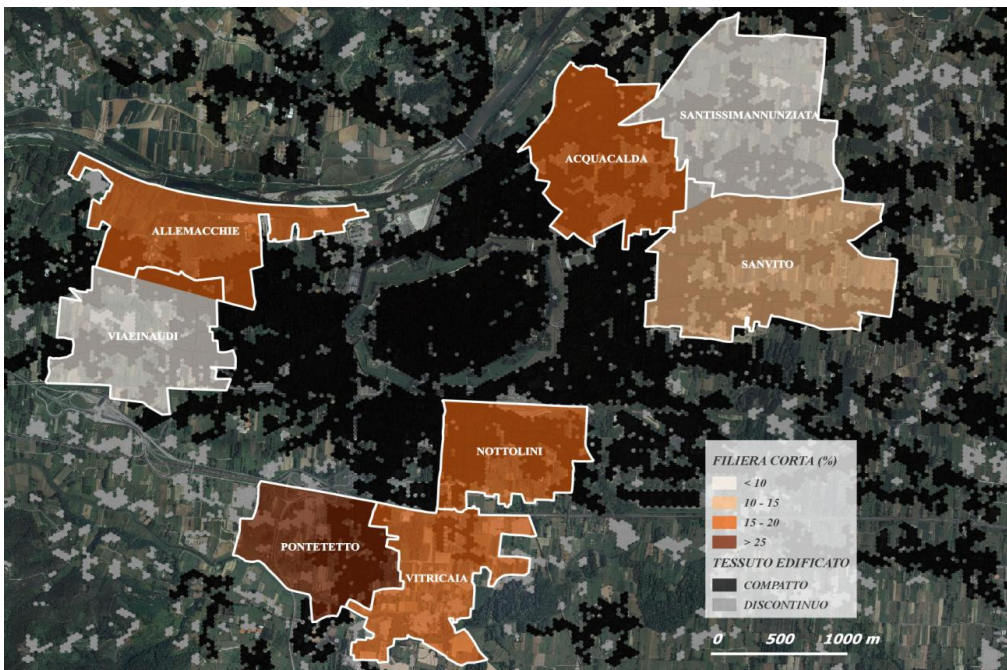 SANTISSIMANNUNZIATA
ACQUACALDA
ALLEMACCHIE
SANVITO
VIAEINAUDI
NOTTOLINI
PONTETETTO
VITRICAIA
FILIERA CORTA (%)
< 10
10 - 15
15 - 20
> 25
TESSUTO EDIFICATO
COMPATTO
DISCONTINUO
0 500 1000 m